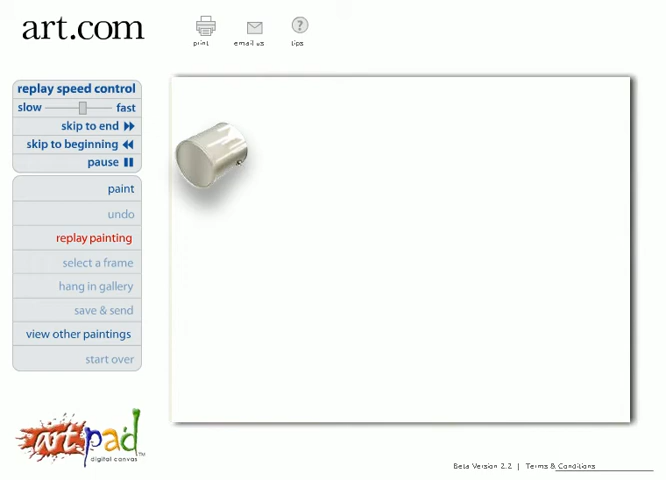 art.com
print
email us
tips
replay speed control
slow fast
skip to end
skip to beginning
pause
paint
undo
replay painting
select a frame
hang in gallery
save & send
view other paintings
start over
artpad™
digital canvas
Beta Version 2.2 | Terms & Conditions